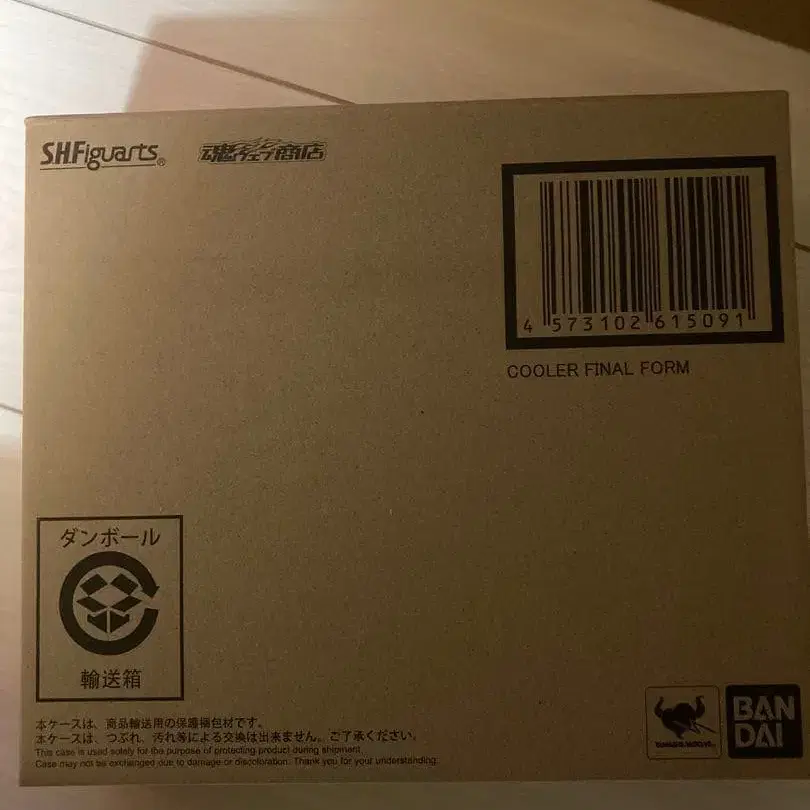 S.H.Figuarts®
魂ウェブ商店
4 573102 615091
COOLER FINAL FORM
ダンボール
輸送箱
本ケースは、商品輸送用の保護梱包材です。
本ケースは、つぶれ、汚れ等による交換は出来ません。ご了承ください。
This case is used solely for the purpose of protecting product during shipment.
Case may not be exchanged due to damage or discoloration. Thank you for your understanding.
BAN
DAI